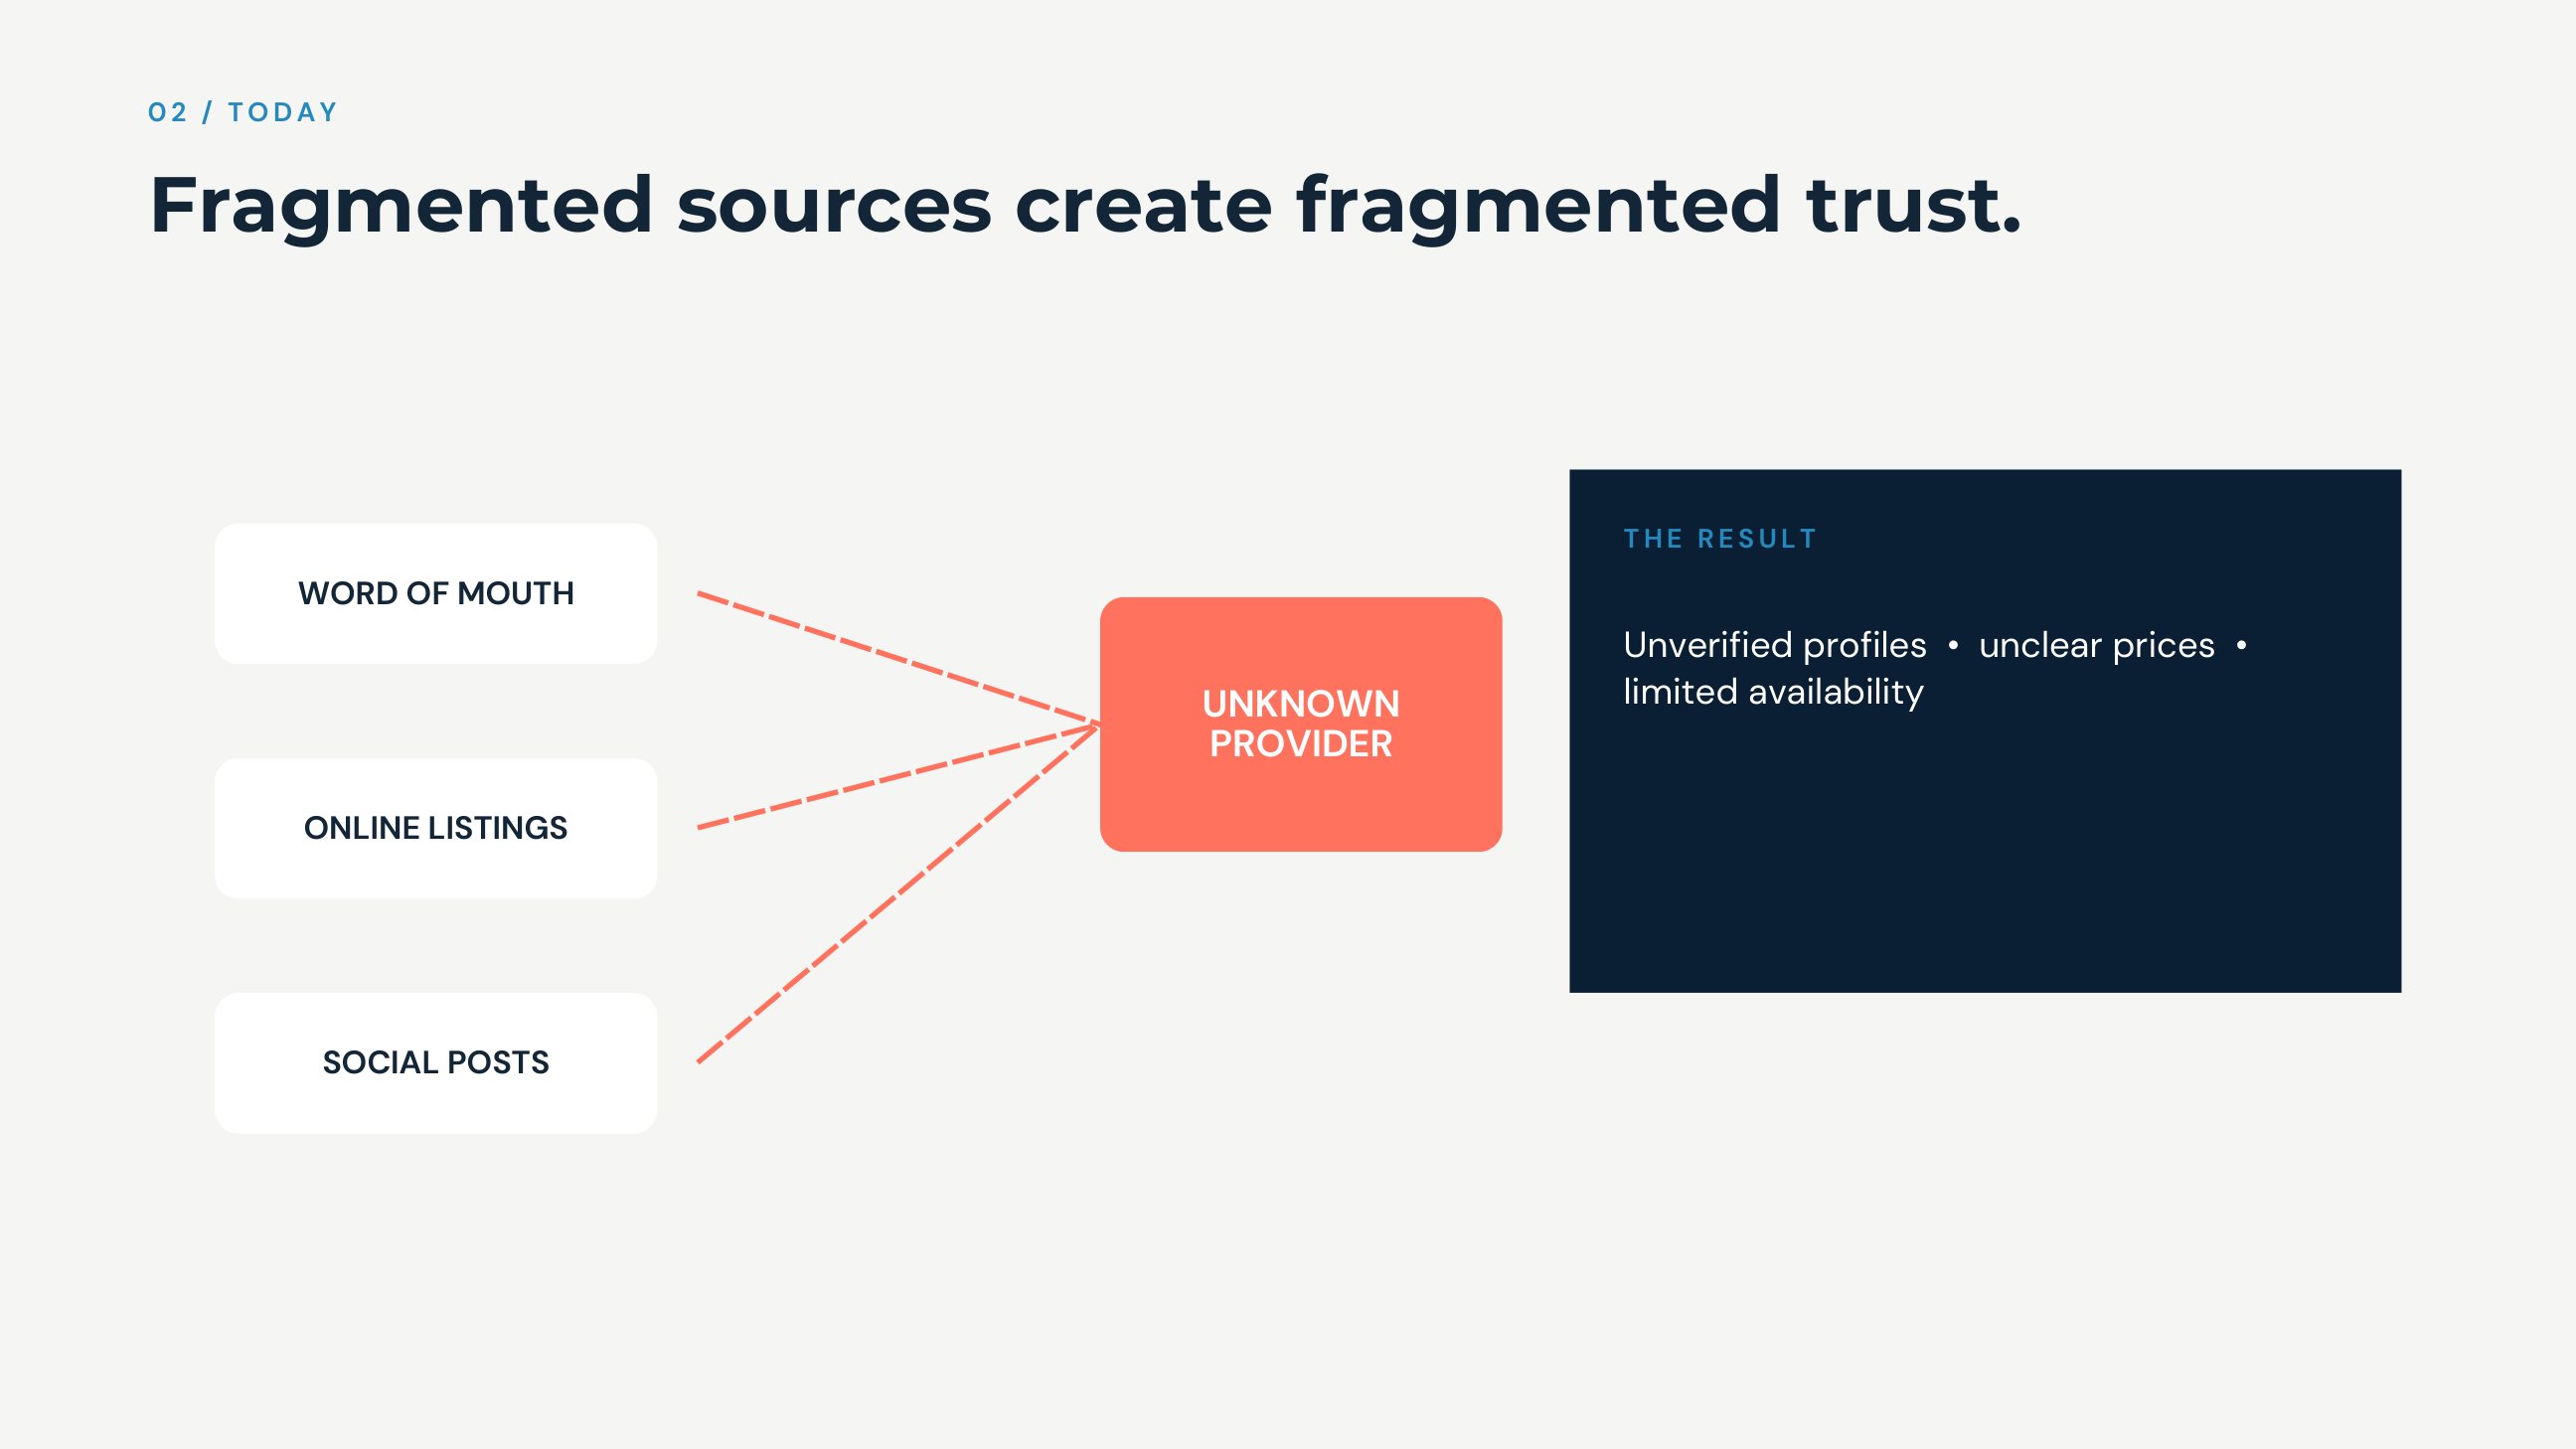 02 / TODAY
Fragmented sources create fragmented trust.
WORD OF MOUTH
ONLINE LISTINGS
SOCIAL POSTS
UNKNOWN
PROVIDER
THE RESULT
Unverified profiles • unclear prices •
limited availability